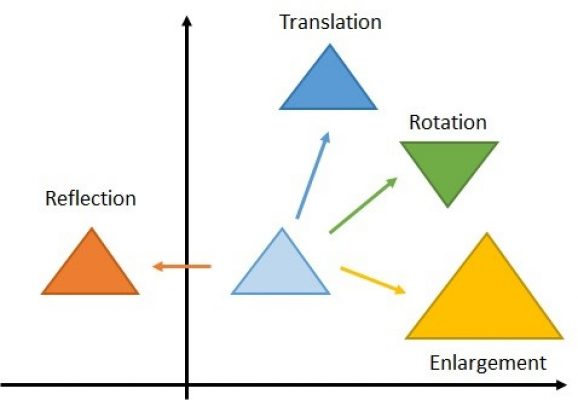 Translation
Rotation
Reflection
Enlargement